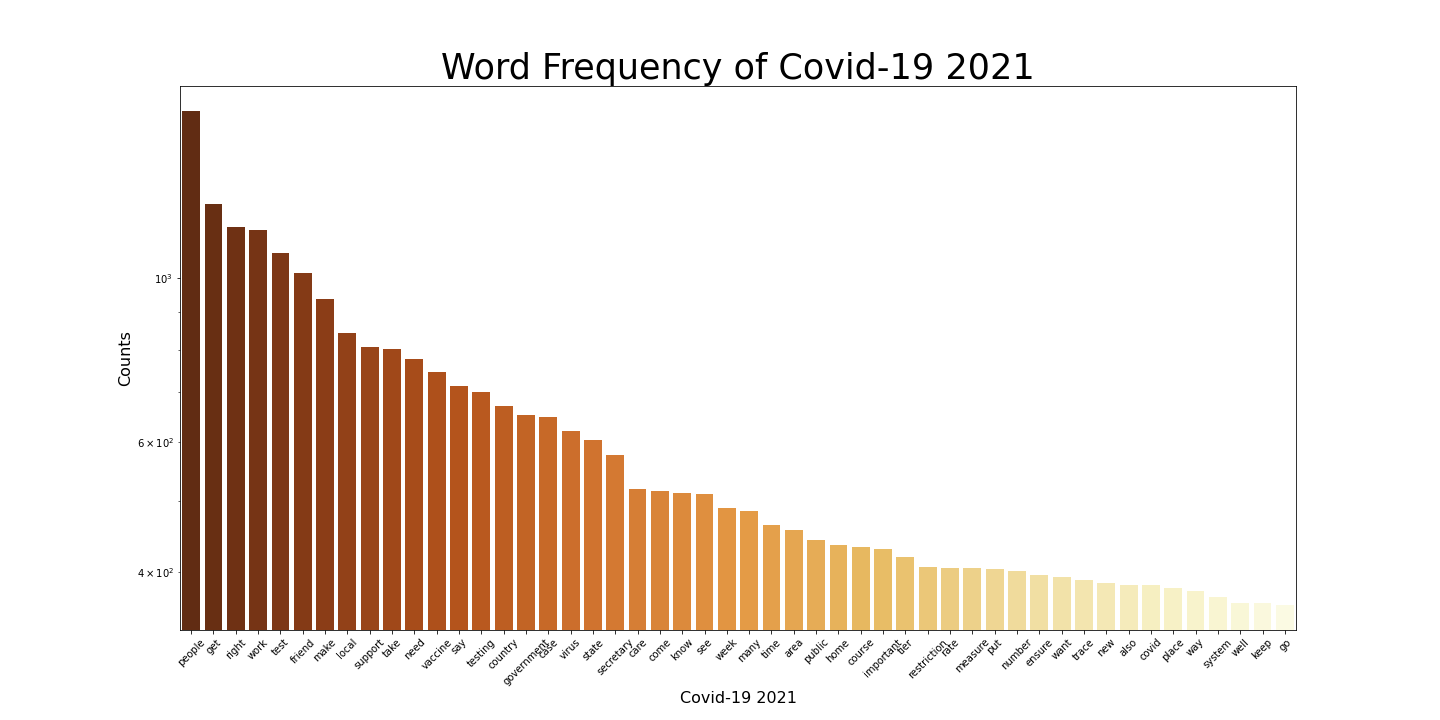 Word Frequency of Covid-19 2021
Counts
10³
6 × 10²
4 × 10²
people get right work test friend make local support take need vaccine say testing country government case virus state secretary care come know see week many time area public home course important tier restriction rate measure put number ensure want trace new also covid place way system well keep go
Covid-19 2021